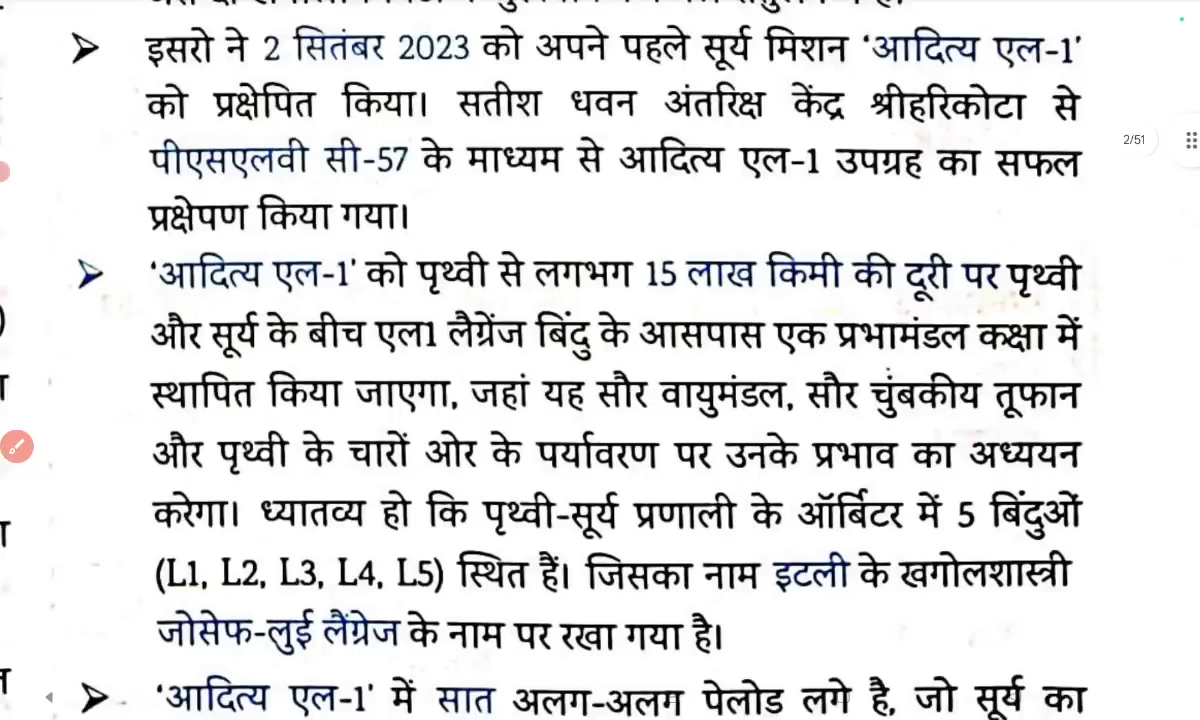 इसरो ने 2 सितंबर 2023 को अपने पहले सूर्य मिशन ‘आदित्य एल-1’
को प्रक्षेपित किया। सतीश धवन अंतरिक्ष केंद्र श्रीहरिकोटा से
पीएसएलवी सी-57 के माध्यम से आदित्य एल-1 उपग्रह का सफल
प्रक्षेपण किया गया।
2/51
‘आदित्य एल-1’ को पृथ्वी से लगभग 15 लाख किमी की दूरी पर पृथ्वी
और सूर्य के बीच एल1 लैग्रेंज बिंदु के आसपास एक प्रभामंडल कक्षा में
स्थापित किया जाएगा, जहां यह सौर वायुमंडल, सौर चुंबकीय तूफान
और पृथ्वी के चारों ओर के पर्यावरण पर उनके प्रभाव का अध्ययन
करेगा। ध्यातव्य हो कि पृथ्वी-सूर्य प्रणाली के ऑर्बिटर में 5 बिंदुओं
(L1, L2, L3, L4, L5) स्थित हैं। जिसका नाम इटली के खगोलशास्त्री
जोसेफ-लुई लैंग्रेज के नाम पर रखा गया है।
‘आदित्य एल-1’ में सात अलग-अलग पेलोड लगे है, जो सूर्य का